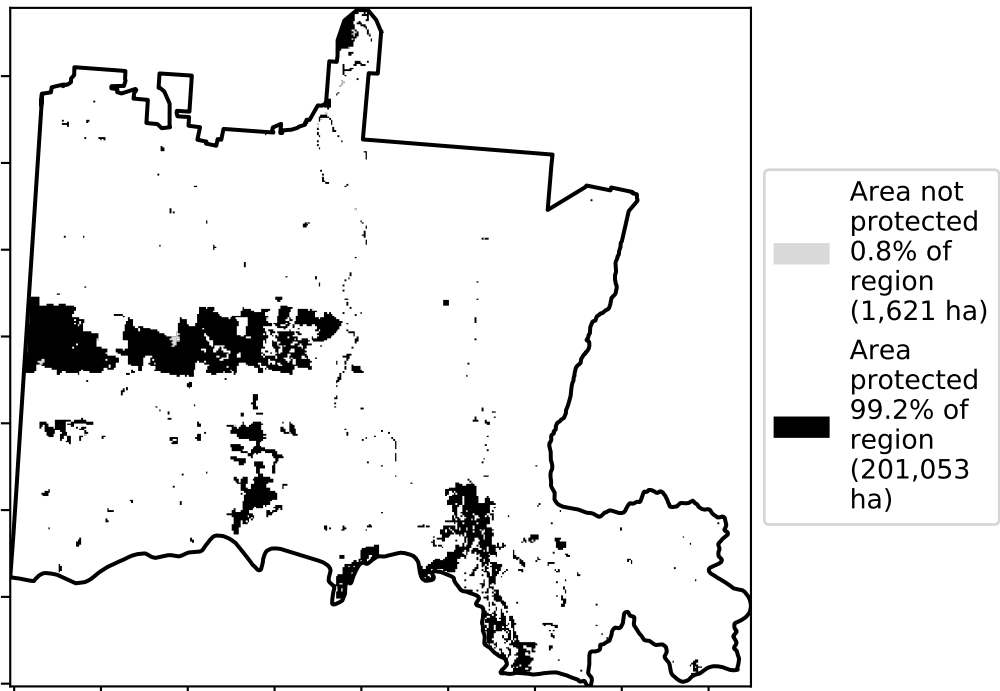 Area not
protected
0.8% of
region
(1,621 ha)
Area
protected
99.2% of
region
(201,053
ha)